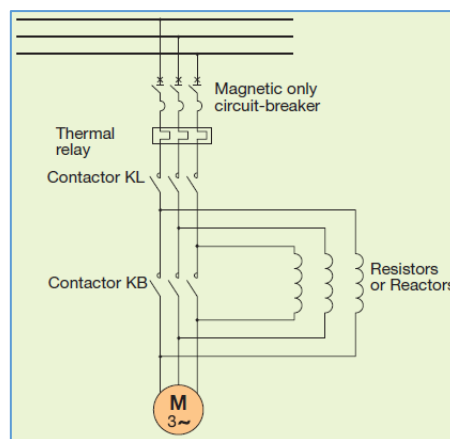 Magnetic only
circuit-breaker
Thermal
relay
Contactor KL
Contactor KB
Resistors
or Reactors
M
3~